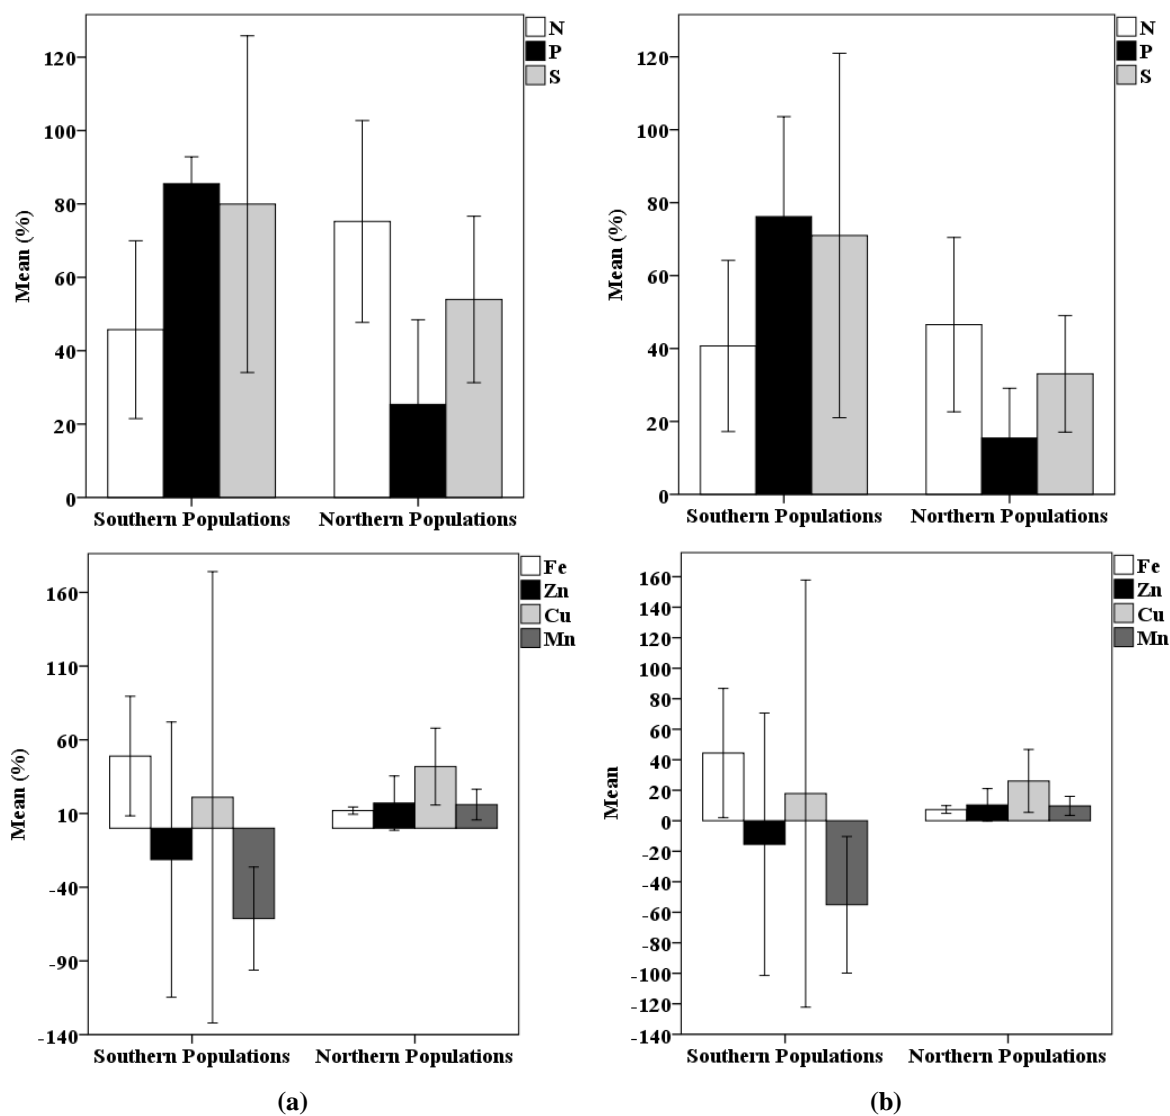 N
P
S
120
100
80
60
40
20
0
Mean (%)
Southern Populations Northern Populations
N
P
S
120
100
80
60
40
20
0
Mean (%)
Southern Populations Northern Populations
Fe
Zn
Cu
Mn
160
110
60
10
-40
-90
-140
Mean (%)
Southern Populations Northern Populations
(a)
Fe
Zn
Cu
Mn
160
140
120
100
80
60
40
20
0
-20
-40
-60
-80
-100
-120
-140
Mean
Southern Populations Northern Populations
(b)